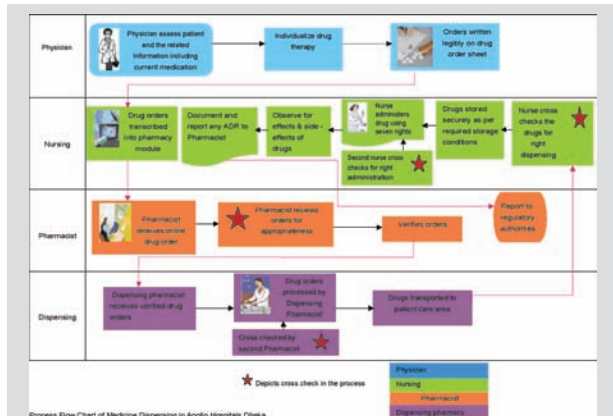 Physician
Physician assess patient
and the related
information including
current medication
Individualize drug
therapy
Orders written
legibly on drug
order sheet
Nursing
Drug orders
transcribed
into pharmacy
module
Document and
report any ADR to
Pharmacist
Observe for
effects & side -
effects of
drugs
Nurse
administers
drug using
seven rights
Second nurse cross
checks for right
administration
Drugs stored
securely as per
required storage
conditions
Nurse cross
checks the
drugs for
right
dispensing
Pharmacist
Pharmacist
receives online
drug order
Pharmacist reviews
orders for
appropriateness
Verifies orders
Report to
regulatory
authorities
Dispensing
Dispensing pharmacist
receives verified drug
orders
Drug orders
processed by
Dispensing
Pharmacist
Cross checked by
second Pharmacist
Drugs transported to
patient care area
Depicts cross check in the process
Physician
Nursing
Pharmacist
Dispensing pharmacy
Process Flow Chart of Medicine Dispensing in Apollo Hospitals Dhaka